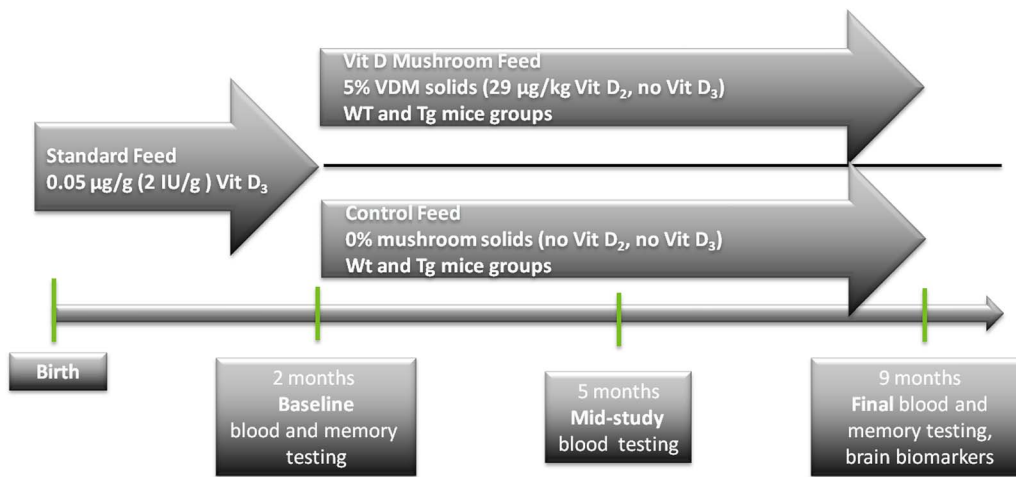 Vit D Mushroom Feed
5% VDM solids (29 µg/kg Vit D₂, no Vit D₃)
WT and Tg mice groups
Standard Feed
0.05 µg/g (2 IU/g ) Vit D₃
Control Feed
0% mushroom solids (no Vit D₂, no Vit D₃)
Wt and Tg mice groups
Birth
2 months
Baseline
blood and memory
testing
5 months
Mid-study
blood testing
9 months
Final blood and
memory testing,
brain biomarkers